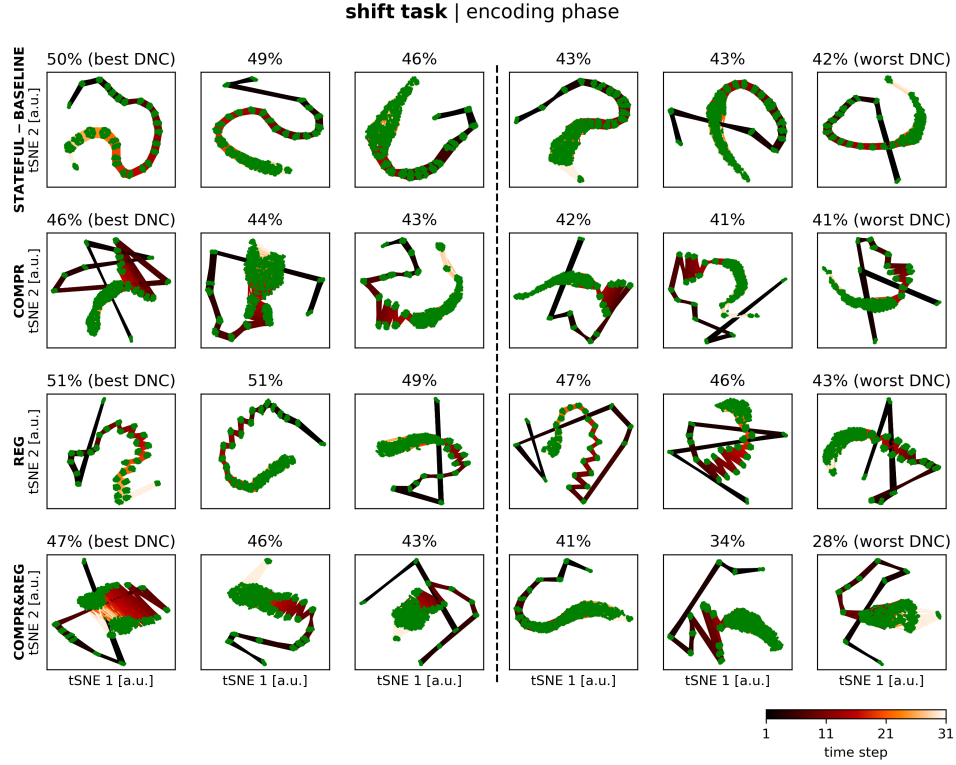 shift task | encoding phase
STATEFUL – BASELINE
tSNE 2 [a.u.]
50% (best DNC)
49%
46%
43%
43%
42% (worst DNC)
COMPR
tSNE 2 [a.u.]
46% (best DNC)
44%
43%
42%
41%
41% (worst DNC)
REG
tSNE 2 [a.u.]
51% (best DNC)
51%
49%
47%
46%
43% (worst DNC)
COMPR&REG
tSNE 2 [a.u.]
47% (best DNC)
46%
43%
41%
34%
28% (worst DNC)
tSNE 1 [a.u.]
tSNE 1 [a.u.]
tSNE 1 [a.u.]
tSNE 1 [a.u.]
tSNE 1 [a.u.]
tSNE 1 [a.u.]
1 11 21 31
time step